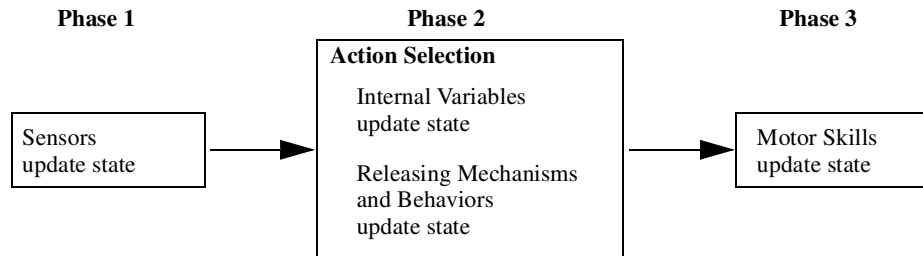 Phase 1
Phase 2
Phase 3
Action Selection
Internal Variables
update state
Sensors
update state
Motor Skills
update state
Releasing Mechanisms
and Behaviors
update state